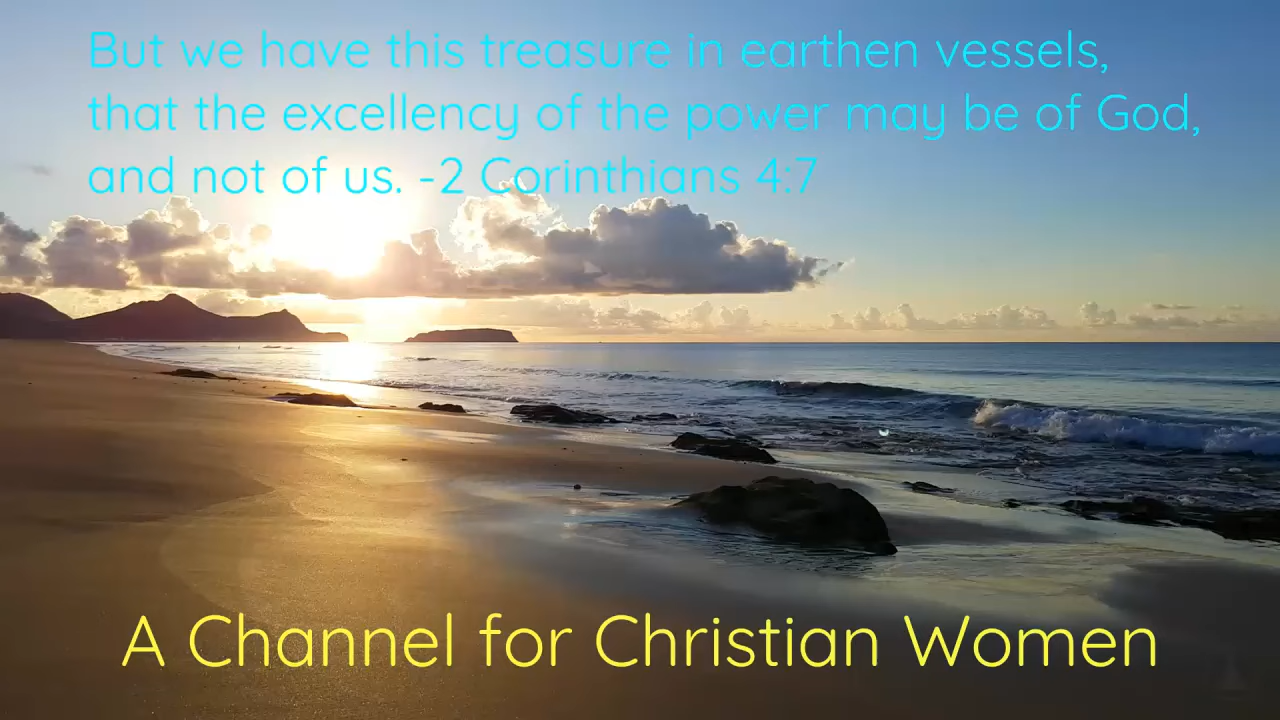 But we have this treasure in earthen vessels,
that the excellency of the power may be of God,
and not of us. -2 Corinthians 4:7
A Channel for Christian Women